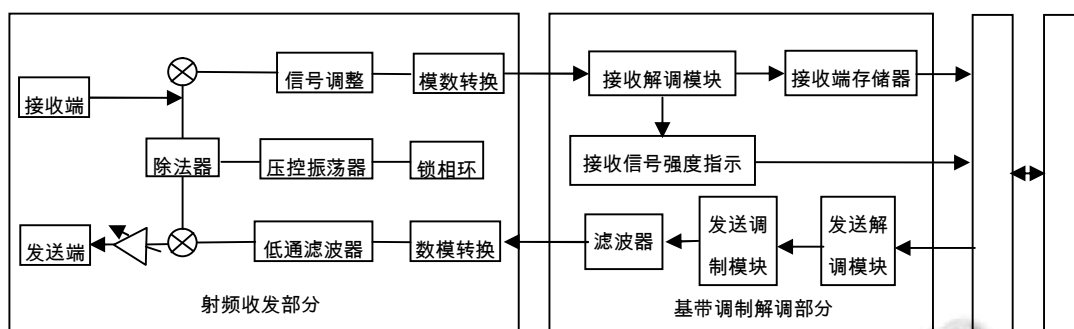 信号调整
模数转换
接收解调模块
接收端存储器
接收端
除法器
压控振荡器
锁相环
接收信号强度指示
发送端
低通滤波器
数模转换
滤波器
发送调
制模块
发送解
调模块
射频收发部分
基带调制解调部分